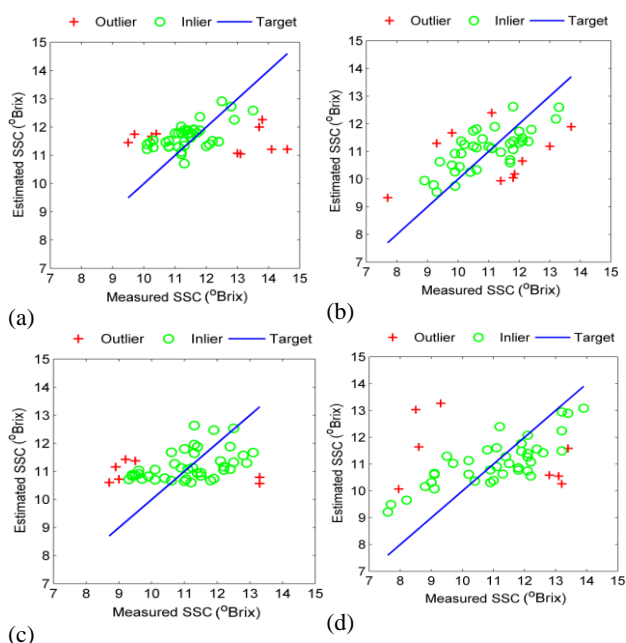 Outlier Inlier Target
15
14
13
12
11
10
9
8
7
Estimated SSC (°Brix)
7 8 9 10 11 12 13 14 15
Measured SSC (°Brix)
(a)
Outlier Inlier Target
15
14
13
12
11
10
9
8
7
Estimated SSC (°Brix)
7 8 9 10 11 12 13 14 15
Measured SSC (°Brix)
(b)
Outlier Inlier Target
15
14
13
12
11
10
9
8
7
Estimated SSC (°Brix)
7 8 9 10 11 12 13 14 15
Measured SSC (°Brix)
(c)
Outlier Inlier Target
15
14
13
12
11
10
9
8
7
Estimated SSC (°Brix)
7 8 9 10 11 12 13 14 15
Measured SSC (°Brix)
(d)